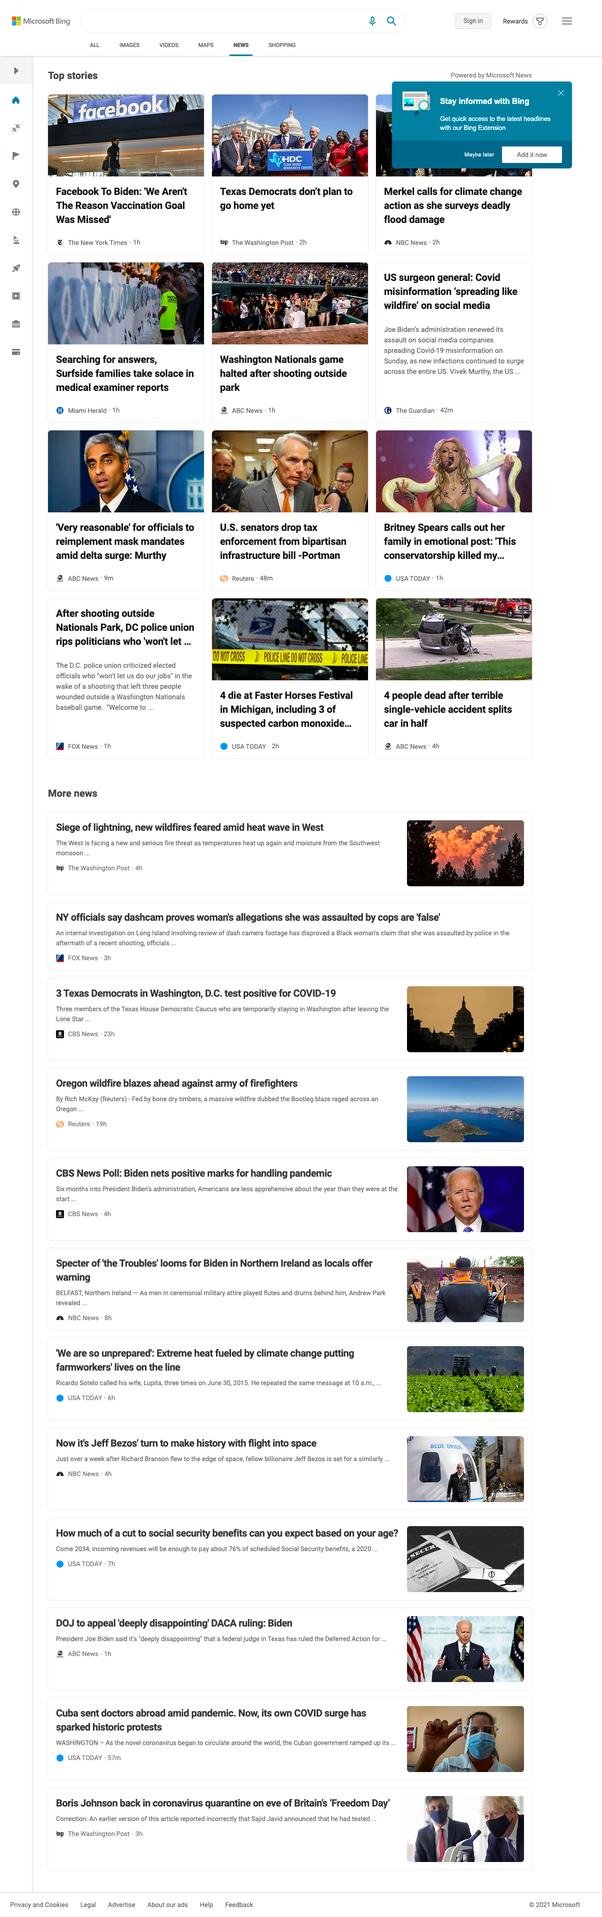 Microsoft Bing
Sign in
Rewards
ALL
IMAGES
VIDEOS
MAPS
NEWS
SHOPPING
Top stories
Powered by Microsoft News
Stay informed with Bing
Get quick access to the latest headlines
with our Bing Extension
Maybe later
Add it now
facebook
Facebook To Biden: 'We Aren't
The Reason Vaccination Goal
Was Missed'
The New York Times · 1h
HDC
Texas Democrats don't plan to
go home yet
The Washington Post · 2h
Merkel calls for climate change
action as she surveys deadly
flood damage
NBC News · 2h
Searching for answers,
Surfside families take solace in
medical examiner reports
Miami Herald · 1h
Washington Nationals game
halted after shooting outside
park
ABC News · 1h
US surgeon general: Covid
misinformation 'spreading like
wildfire' on social media
Joe Biden's administration renewed its
assault on social media companies
spreading Covid-19 misinformation on
Sunday, as new infections continued to surge
across the entire US. Vivek Murthy, the US ...
The Guardian · 42m
'Very reasonable' for officials to
reimplement mask mandates
amid delta surge: Murthy
ABC News · 9m
U.S. senators drop tax
enforcement from bipartisan
infrastructure bill -Portman
Reuters · 48m
Britney Spears calls out her
family in emotional post: 'This
conservatorship killed my...
USA TODAY · 1h
After shooting outside
Nationals Park, DC police union
rips politicians who 'won't let ...
The D.C. police union criticized elected
officials who "won't let us do our jobs" in the
wake of a shooting that left three people
wounded outside a Washington Nationals
baseball game. "Welcome to ...
FOX News · 1h
DO NOT CROSS POLICE LINE DO NOT CROSS POLICE LINE
4 die at Faster Horses Festival
in Michigan, including 3 of
suspected carbon monoxide...
USA TODAY · 2h
4 people dead after terrible
single-vehicle accident splits
car in half
ABC News · 4h
More news
Siege of lightning, new wildfires feared amid heat wave in West
The West is facing a new and serious fire threat as temperatures heat up again and moisture from the Southwest
monsoon ...
The Washington Post · 4h
NY officials say dashcam proves woman's allegations she was assaulted by cops are 'false'
An internal investigation on Long Island involving review of dash camera footage has disproved a Black woman's claim that she was assaulted by police in the
aftermath of a recent shooting, officials ...
FOX News · 3h
3 Texas Democrats in Washington, D.C. test positive for COVID-19
Three members of the Texas House Democratic Caucus who are temporarily staying in Washington after leaving the
Lone Star ...
CBS News · 23h
Oregon wildfire blazes ahead against army of firefighters
By Rich McKay (Reuters) - Fed by bone dry timbers, a massive wildfire dubbed the Bootleg blaze raged across an
Oregon ...
Reuters · 19h
CBS News Poll: Biden nets positive marks for handling pandemic
Six months into President Biden's administration, Americans are less apprehensive about the year than they were at the
start ...
CBS News · 4h
Specter of 'the Troubles' looms for Biden in Northern Ireland as locals offer
warning
BELFAST, Northern Ireland — As men in ceremonial military attire played flutes and drums behind him, Andrew Park
revealed ...
NBC News · 8h
'We are so unprepared': Extreme heat fueled by climate change putting
farmworkers' lives on the line
Ricardo Sotelo called his wife, Lupita, three times on June 30, 2015. He repeated the same message at 10 a.m., ...
USA TODAY · 6h
Now it's Jeff Bezos' turn to make history with flight into space
Just over a week after Richard Branson flew to the edge of space, fellow billionaire Jeff Bezos is set for a similarly ...
NBC News · 4h
BLUE ORIGIN
How much of a cut to social security benefits can you expect based on your age?
Come 2034, incoming revenues will be enough to pay about 76% of scheduled Social Security benefits, a 2020 ...
USA TODAY · 7h
DOJ to appeal 'deeply disappointing' DACA ruling: Biden
President Joe Biden said it's "deeply disappointing" that a federal judge in Texas has ruled the Deferred Action for ...
ABC News · 1h
Cuba sent doctors abroad amid pandemic. Now, its own COVID surge has
sparked historic protests
WASHINGTON — As the novel coronavirus began to circulate around the world, the Cuban government ramped up its ...
USA TODAY · 57m
Boris Johnson back in coronavirus quarantine on eve of Britain's 'Freedom Day'
Correction: An earlier version of this article reported incorrectly that Sajid Javid announced that he had tested ...
The Washington Post · 3h
Privacy and Cookies
Legal
Advertise
About our ads
Help
Feedback
© 2021 Microsoft